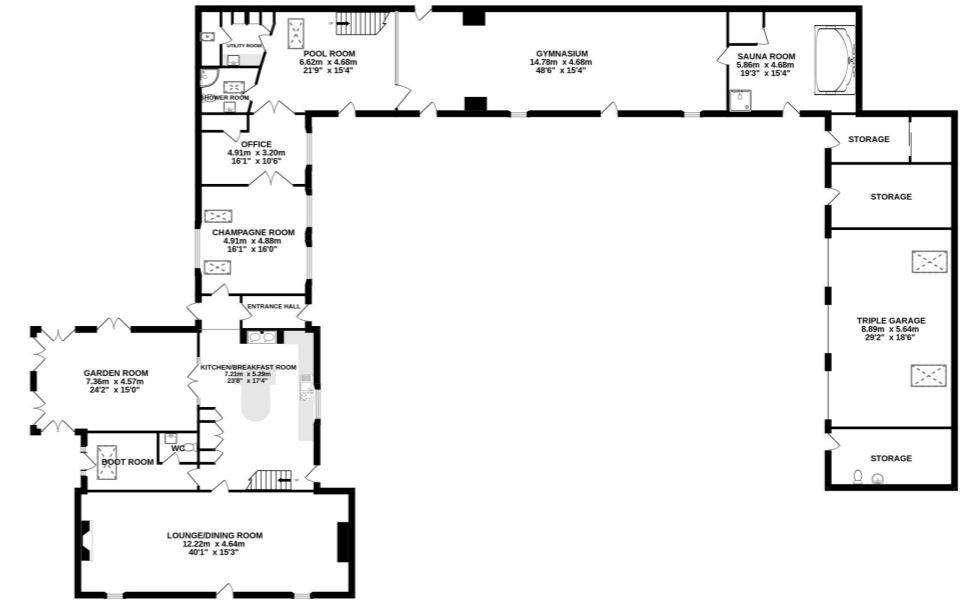 UTILITY ROOM
UP
POOL ROOM
6.62m x 4.68m
21'9" x 15'4"
GYMNASIUM
14.78m x 4.68m
48'6" x 15'4"
SAUNA ROOM
5.86m x 4.68m
19'3" x 15'4"
SHOWER ROOM
OFFICE
4.91m x 3.20m
16'1" x 10'6"
STORAGE
STORAGE
CHAMPAGNE ROOM
4.91m x 4.88m
16'1" x 16'0"
ENTRANCE HALL
TRIPLE GARAGE
8.89m x 5.64m
29'2" x 18'6"
GARDEN ROOM
7.36m x 4.57m
24'2" x 15'0"
KITCHEN/BREAKFAST ROOM
7.21m x 5.29m
23'8" x 17'4"
WC
BOOT ROOM
STORAGE
UP
LOUNGE/DINING ROOM
12.22m x 4.64m
40'1" x 15'3"